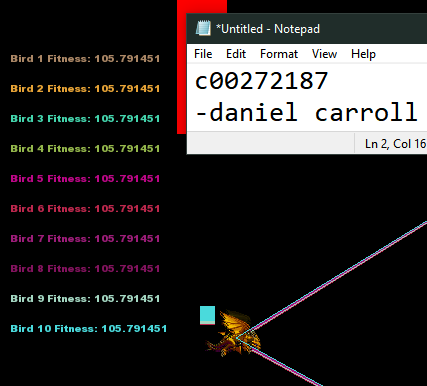 Bird 1 Fitness: 105.791451
Bird 2 Fitness: 105.791451
Bird 3 Fitness: 105.791451
Bird 4 Fitness: 105.791451
Bird 5 Fitness: 105.791451
Bird 6 Fitness: 105.791451
Bird 7 Fitness: 105.791451
Bird 8 Fitness: 105.791451
Bird 9 Fitness: 105.791451
Bird 10 Fitness: 105.791451
*Untitled - Notepad
File Edit Format View Help
c00272187
-daniel carroll
Ln 2, Col 16